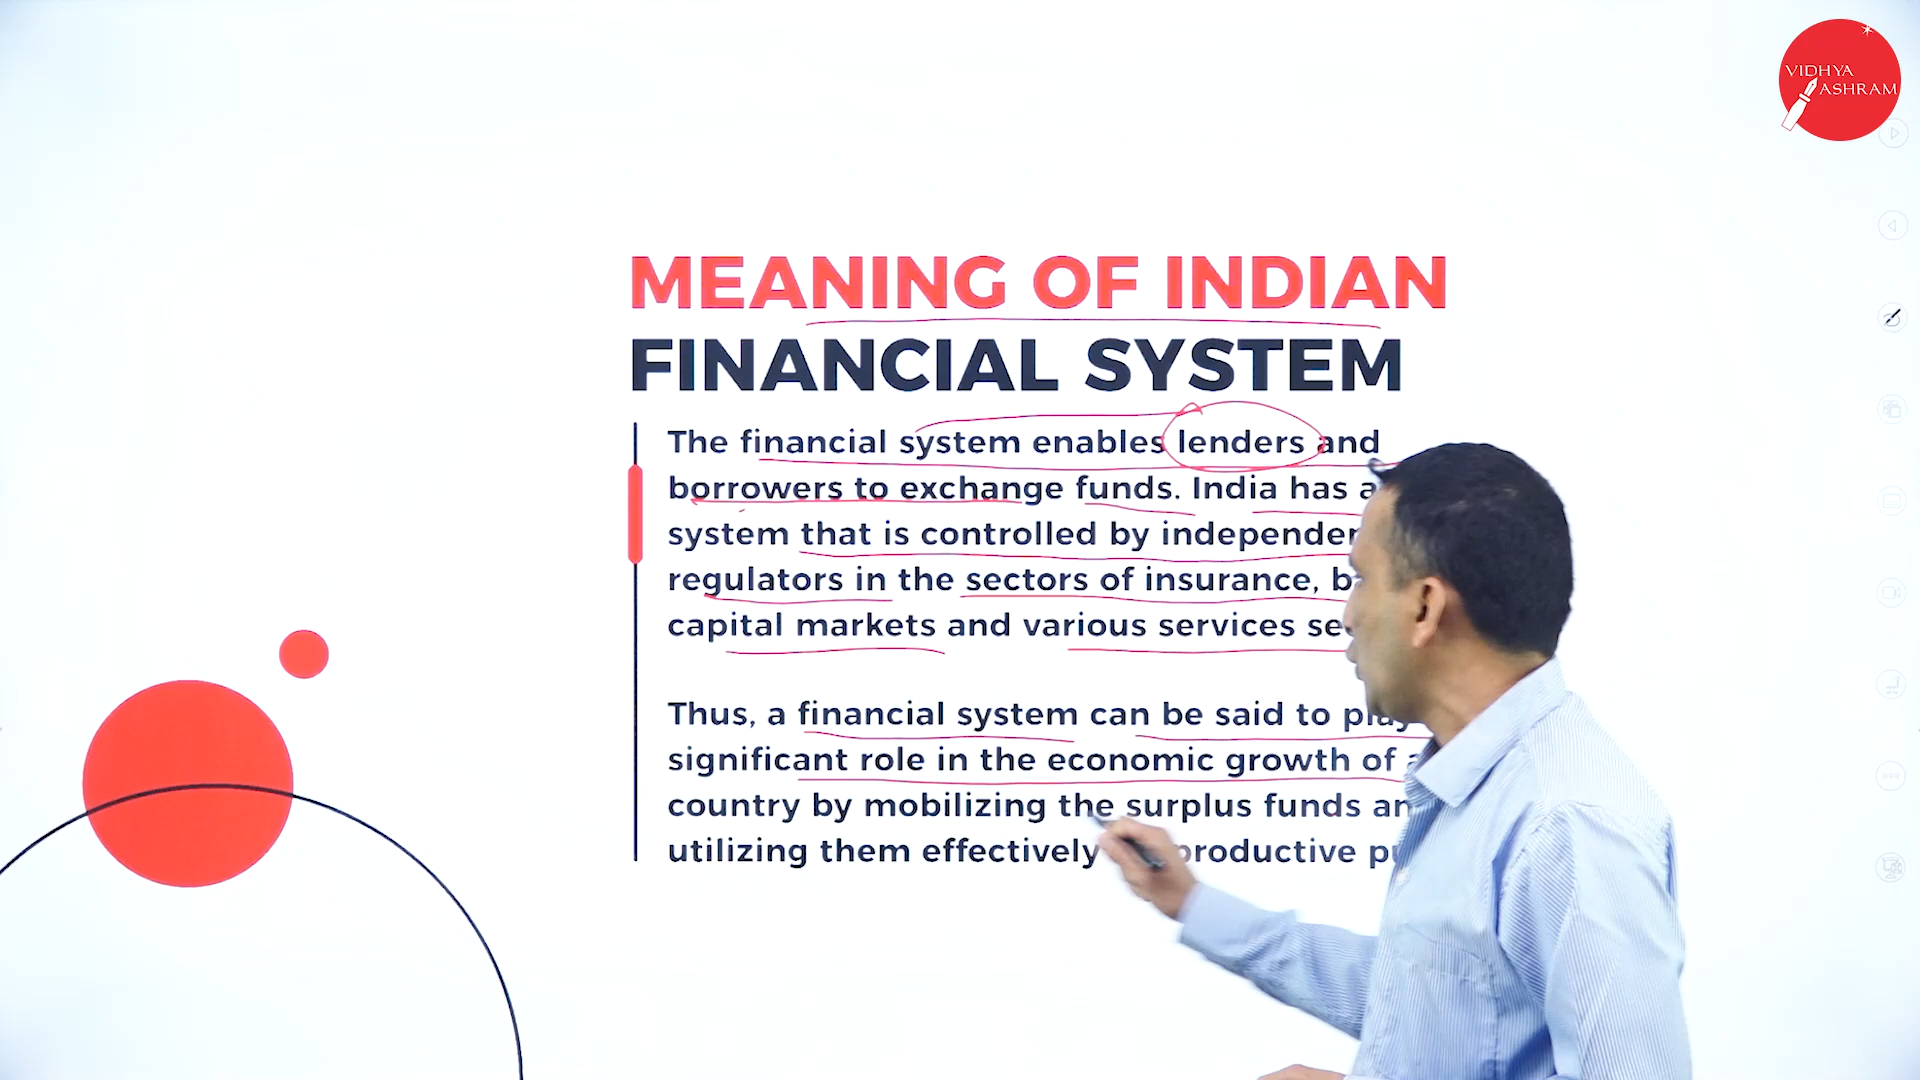 VIDHYA
ASHRAM
MEANING OF INDIAN
FINANCIAL SYSTEM
The financial system enables lenders and
borrowers to exchange funds. India has a
system that is controlled by
regulators in the sectors of insurance,
capital markets and various services
Thus, a financial system can be said to play
significant role in the economic growth of a
country by mobilizing the surplus funds
utilizing them effectively productive